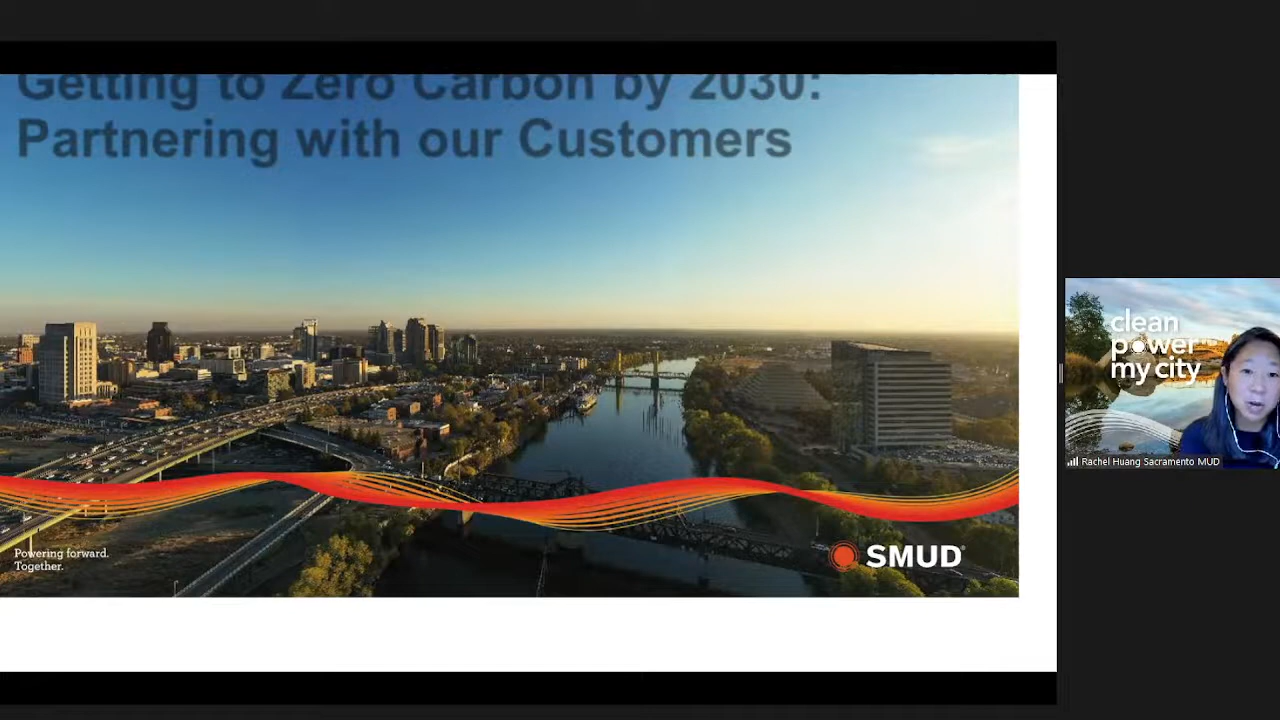 Getting to Zero Carbon by 2030:
Partnering with our Customers
Powering forward.
Together.
SMUD
clean
power
my city
Rachel Huang Sacramento MUD